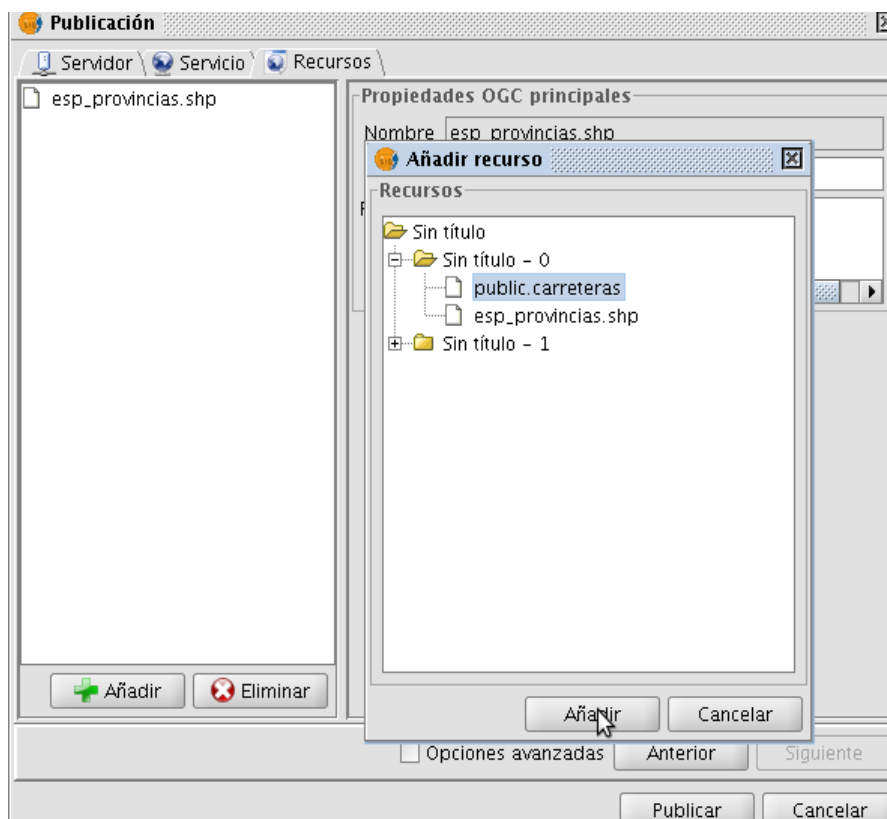 Publicación
Servidor Servicio Recursos
esp_provincias.shp
Propiedades OGC principales
Nombre esp_provincias.shp
Añadir recurso
Recursos
Sin título
Sin título - 0
public.carreteras
esp_provincias.shp
Sin título - 1
Añadir Eliminar
Añadir Cancelar
Opciones avanzadas Anterior Siguiente
Publicar Cancelar